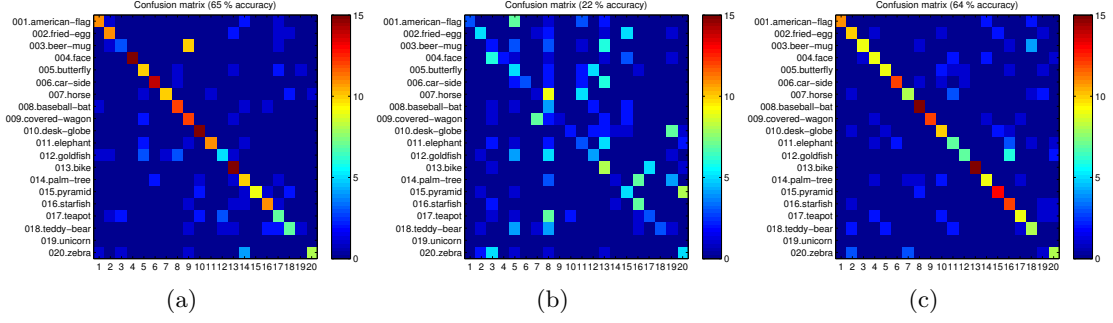 Confusion matrix (65 % accuracy)
001.american-flag
002.fried-egg
003.beer-mug
004.face
005.butterfly
006.car-side
007.horse
008.baseball-bat
009.covered-wagon
010.desk-globe
011.elephant
012.goldfish
013.bike
014.palm-tree
015.pyramid
016.starfish
017.teapot
018.teddy-bear
019.unicorn
020.zebra
1 2 3 4 5 6 7 8 9 10 11 12 13 14 15 16 17 18 19 20
15
10
5
0
(a)
Confusion matrix (22 % accuracy)
001.american-flag
002.fried-egg
003.beer-mug
004.face
005.butterfly
006.car-side
007.horse
008.baseball-bat
009.covered-wagon
010.desk-globe
011.elephant
012.goldfish
013.bike
014.palm-tree
015.pyramid
016.starfish
017.teapot
018.teddy-bear
019.unicorn
020.zebra
1 2 3 4 5 6 7 8 9 10 11 12 13 14 15 16 17 18 19 20
15
10
5
0
(b)
Confusion matrix (64 % accuracy)
001.american-flag
002.fried-egg
003.beer-mug
004.face
005.butterfly
006.car-side
007.horse
008.baseball-bat
009.covered-wagon
010.desk-globe
011.elephant
012.goldfish
013.bike
014.palm-tree
015.pyramid
016.starfish
017.teapot
018.teddy-bear
019.unicorn
020.zebra
1 2 3 4 5 6 7 8 9 10 11 12 13 14 15 16 17 18 19 20
15
10
5
0
(c)